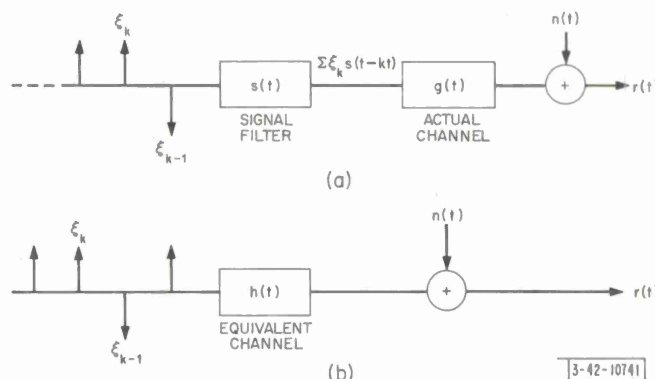 n(t)
ξk
Σξk s(t-kt)
s(t)
g(t)
+
r(t)
SIGNAL
FILTER
ACTUAL
CHANNEL
ξk-1
(a)
n(t)
ξk
h(t)
+
r(t)
EQUIVALENT
CHANNEL
ξk-1
(b)
3-42-10741